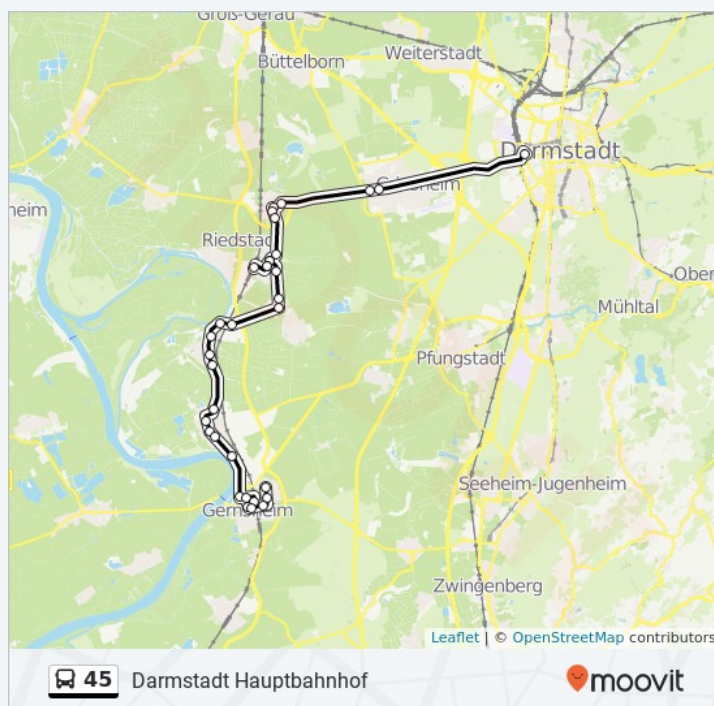 Groß-Gerau
Büttelborn
Weiterstadt
Darmstadt
Griesheim
heim
Riedstadt
Ober
Mühltal
Pfungstadt
Seeheim-Jugenheim
Gernsheim
Zwingenberg
Leaflet | © OpenStreetMap contributors
45 Darmstadt Hauptbahnhof
moovit